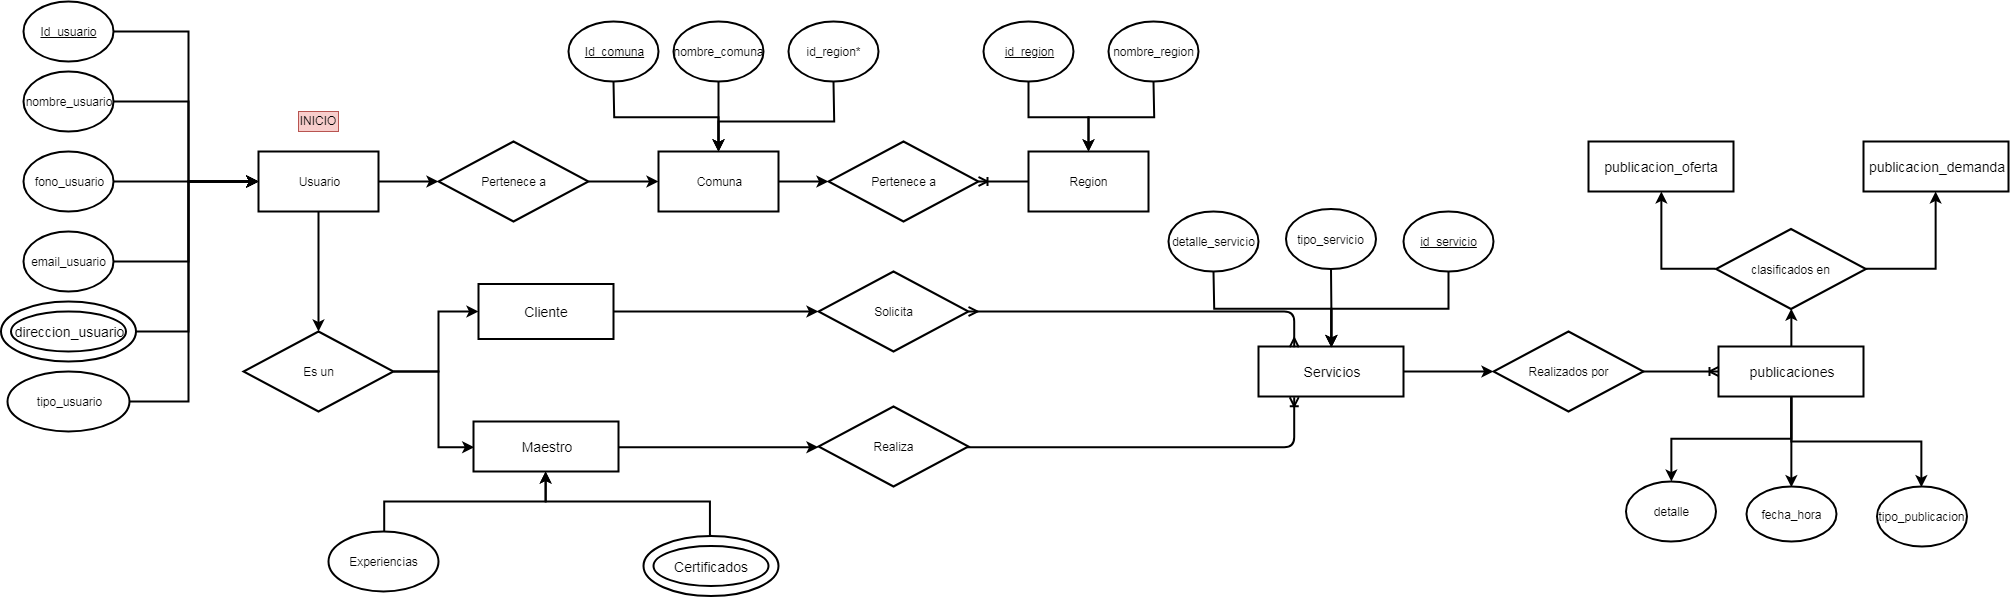 Id_usuario
nombre_usuario
fono_usuario
email_usuario
direccion_usuario
tipo_usuario
INICIO
Usuario
Pertenece a
Id_comuna
nombre_comuna
id_region*
Comuna
Pertenece a
id_region
nombre_region
Region
Es un
Cliente
Solicita
Maestro
Realiza
Experiencias
Certificados
detalle_servicio
tipo_servicio
id_servicio
Servicios
Realizados por
publicaciones
clasificados en
publicacion_oferta
publicacion_demanda
detalle
fecha_hora
tipo_publicacion